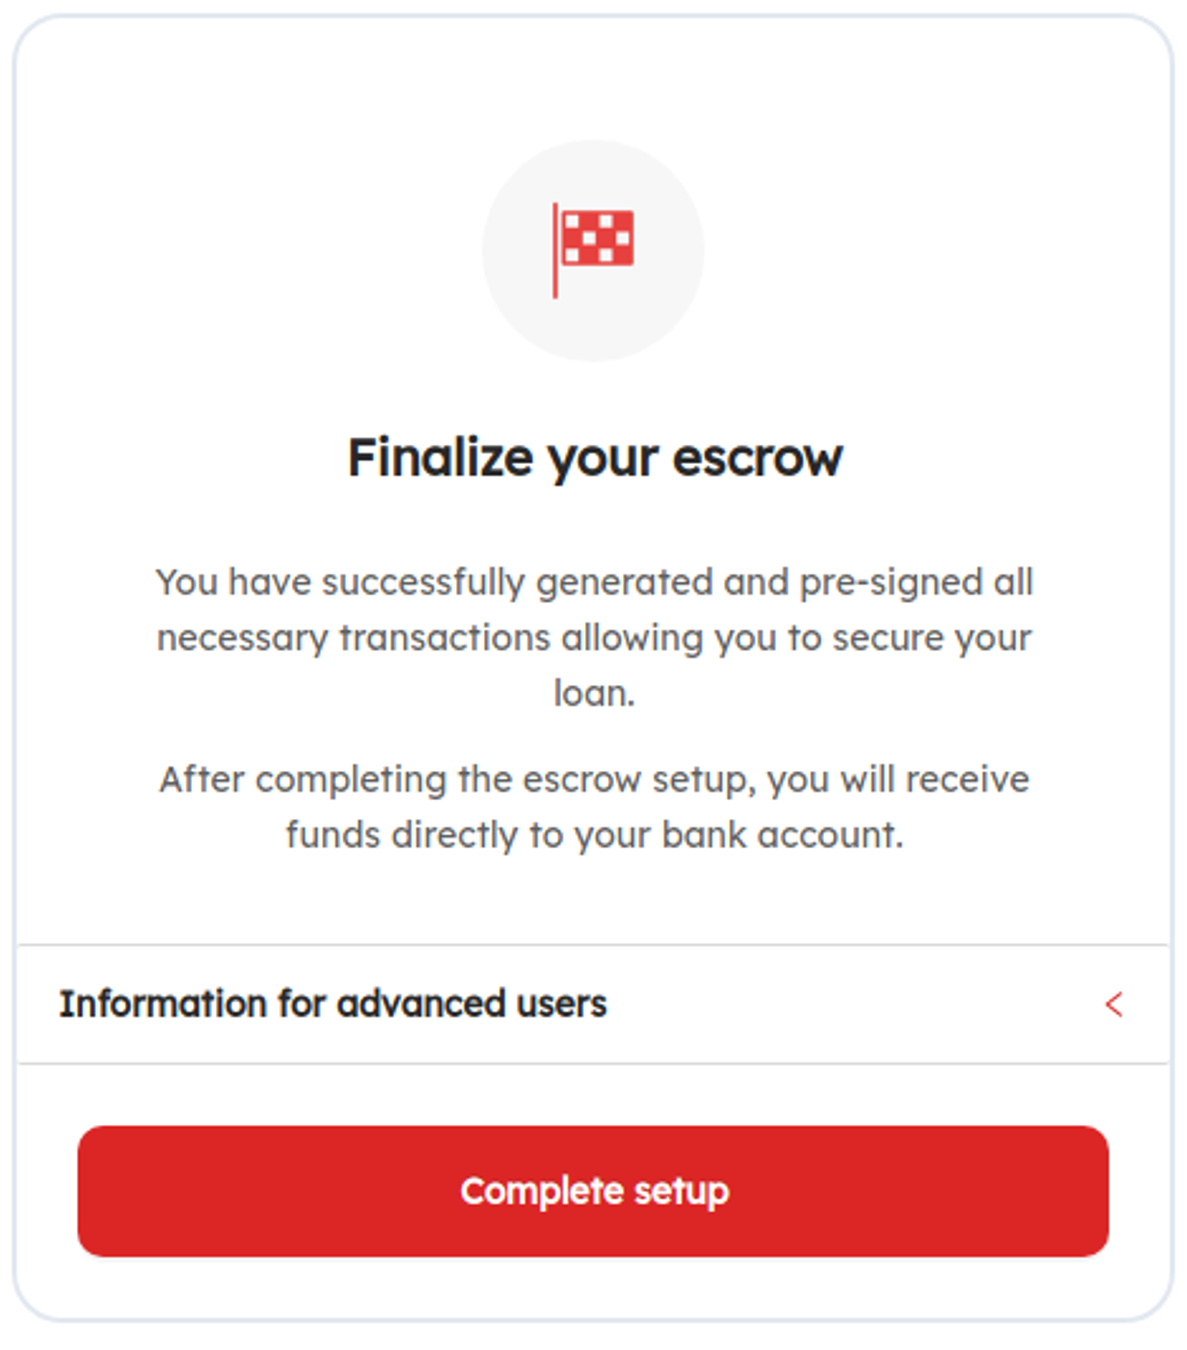 Finalize your escrow
You have successfully generated and pre-signed all
necessary transactions allowing you to secure your
loan.
After completing the escrow setup, you will receive
funds directly to your bank account.
Information for advanced users
Complete setup